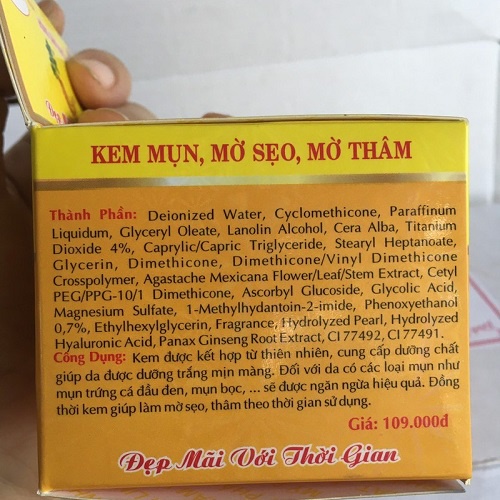 KEM MỤN, MỜ SẸO, MỜ THÂM
Thành Phần: Deionized Water, Cyclomethicone, Paraffinum
Liquidum, Glyceryl Oleate, Lanolin Alcohol, Cera Alba, Titanium
Dioxide 4%, Caprylic/Capric Triglyceride, Stearyl Heptanoate,
Glycerin, Dimethicone, Dimethicone/Vinyl Dimethicone
Crosspolymer, Agastache Mexicana Flower/Leaf/Stem Extract, Cetyl
PEG/PPG-10/1 Dimethicone, Ascorbyl Glucoside, Glycolic Acid,
Magnesium Sulfate, 1-Methylhydantoin-2-imide, Phenoxyethanol
0,7%, Ethylhexylglycerin, Fragrance, Hydrolyzed Pearl, Hydrolyzed
Hyaluronic Acid, Panax Ginseng Root Extract, CI 77492, CI 77491.
Công Dụng: Kem được kết hợp từ thiên nhiên, cung cấp dưỡng chất
giúp da được dưỡng trắng mịn màng. Đối với da có các loại mụn như
mụn trứng cá đầu đen, mụn bọc, ... sẽ được ngăn ngừa hiệu quả. Đồng
thời kem giúp làm mờ sẹo, thâm theo thời gian sử dụng.
Giá: 109.000đ
Đẹp Mãi Với Thời Gian